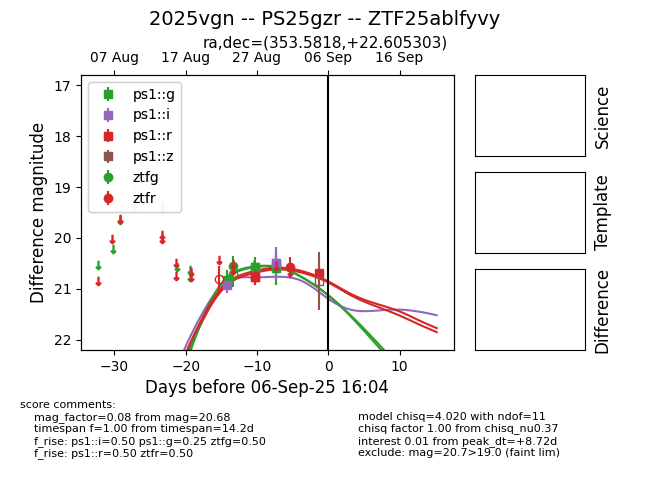 2025vgn -- PS25gzr -- ZTF25ablfyvy
ra,dec=(353.5818,+22.605303)
07 Aug 17 Aug 27 Aug 06 Sep 16 Sep
17
18
19
20
21
22
Difference magnitude
ps1::g
ps1::i
ps1::r
ps1::z
ztfg
ztfr
−30 −20 −10 0 10
Days before 06-Sep-25 16:04
Science
Template
Difference
score comments:
mag_factor=0.08 from mag=20.68
timespan f=1.00 from timespan=14.2d
f_rise: ps1::i=0.50 ps1::g=0.25 ztfg=0.50
f_rise: ps1::r=0.50 ztfr=0.50
model chisq=4.020 with ndof=11
chisq factor 1.00 from chisq_nu0.37
interest 0.01 from peak_dt=+8.72d
exclude: mag=20.7>19.0 (faint lim)